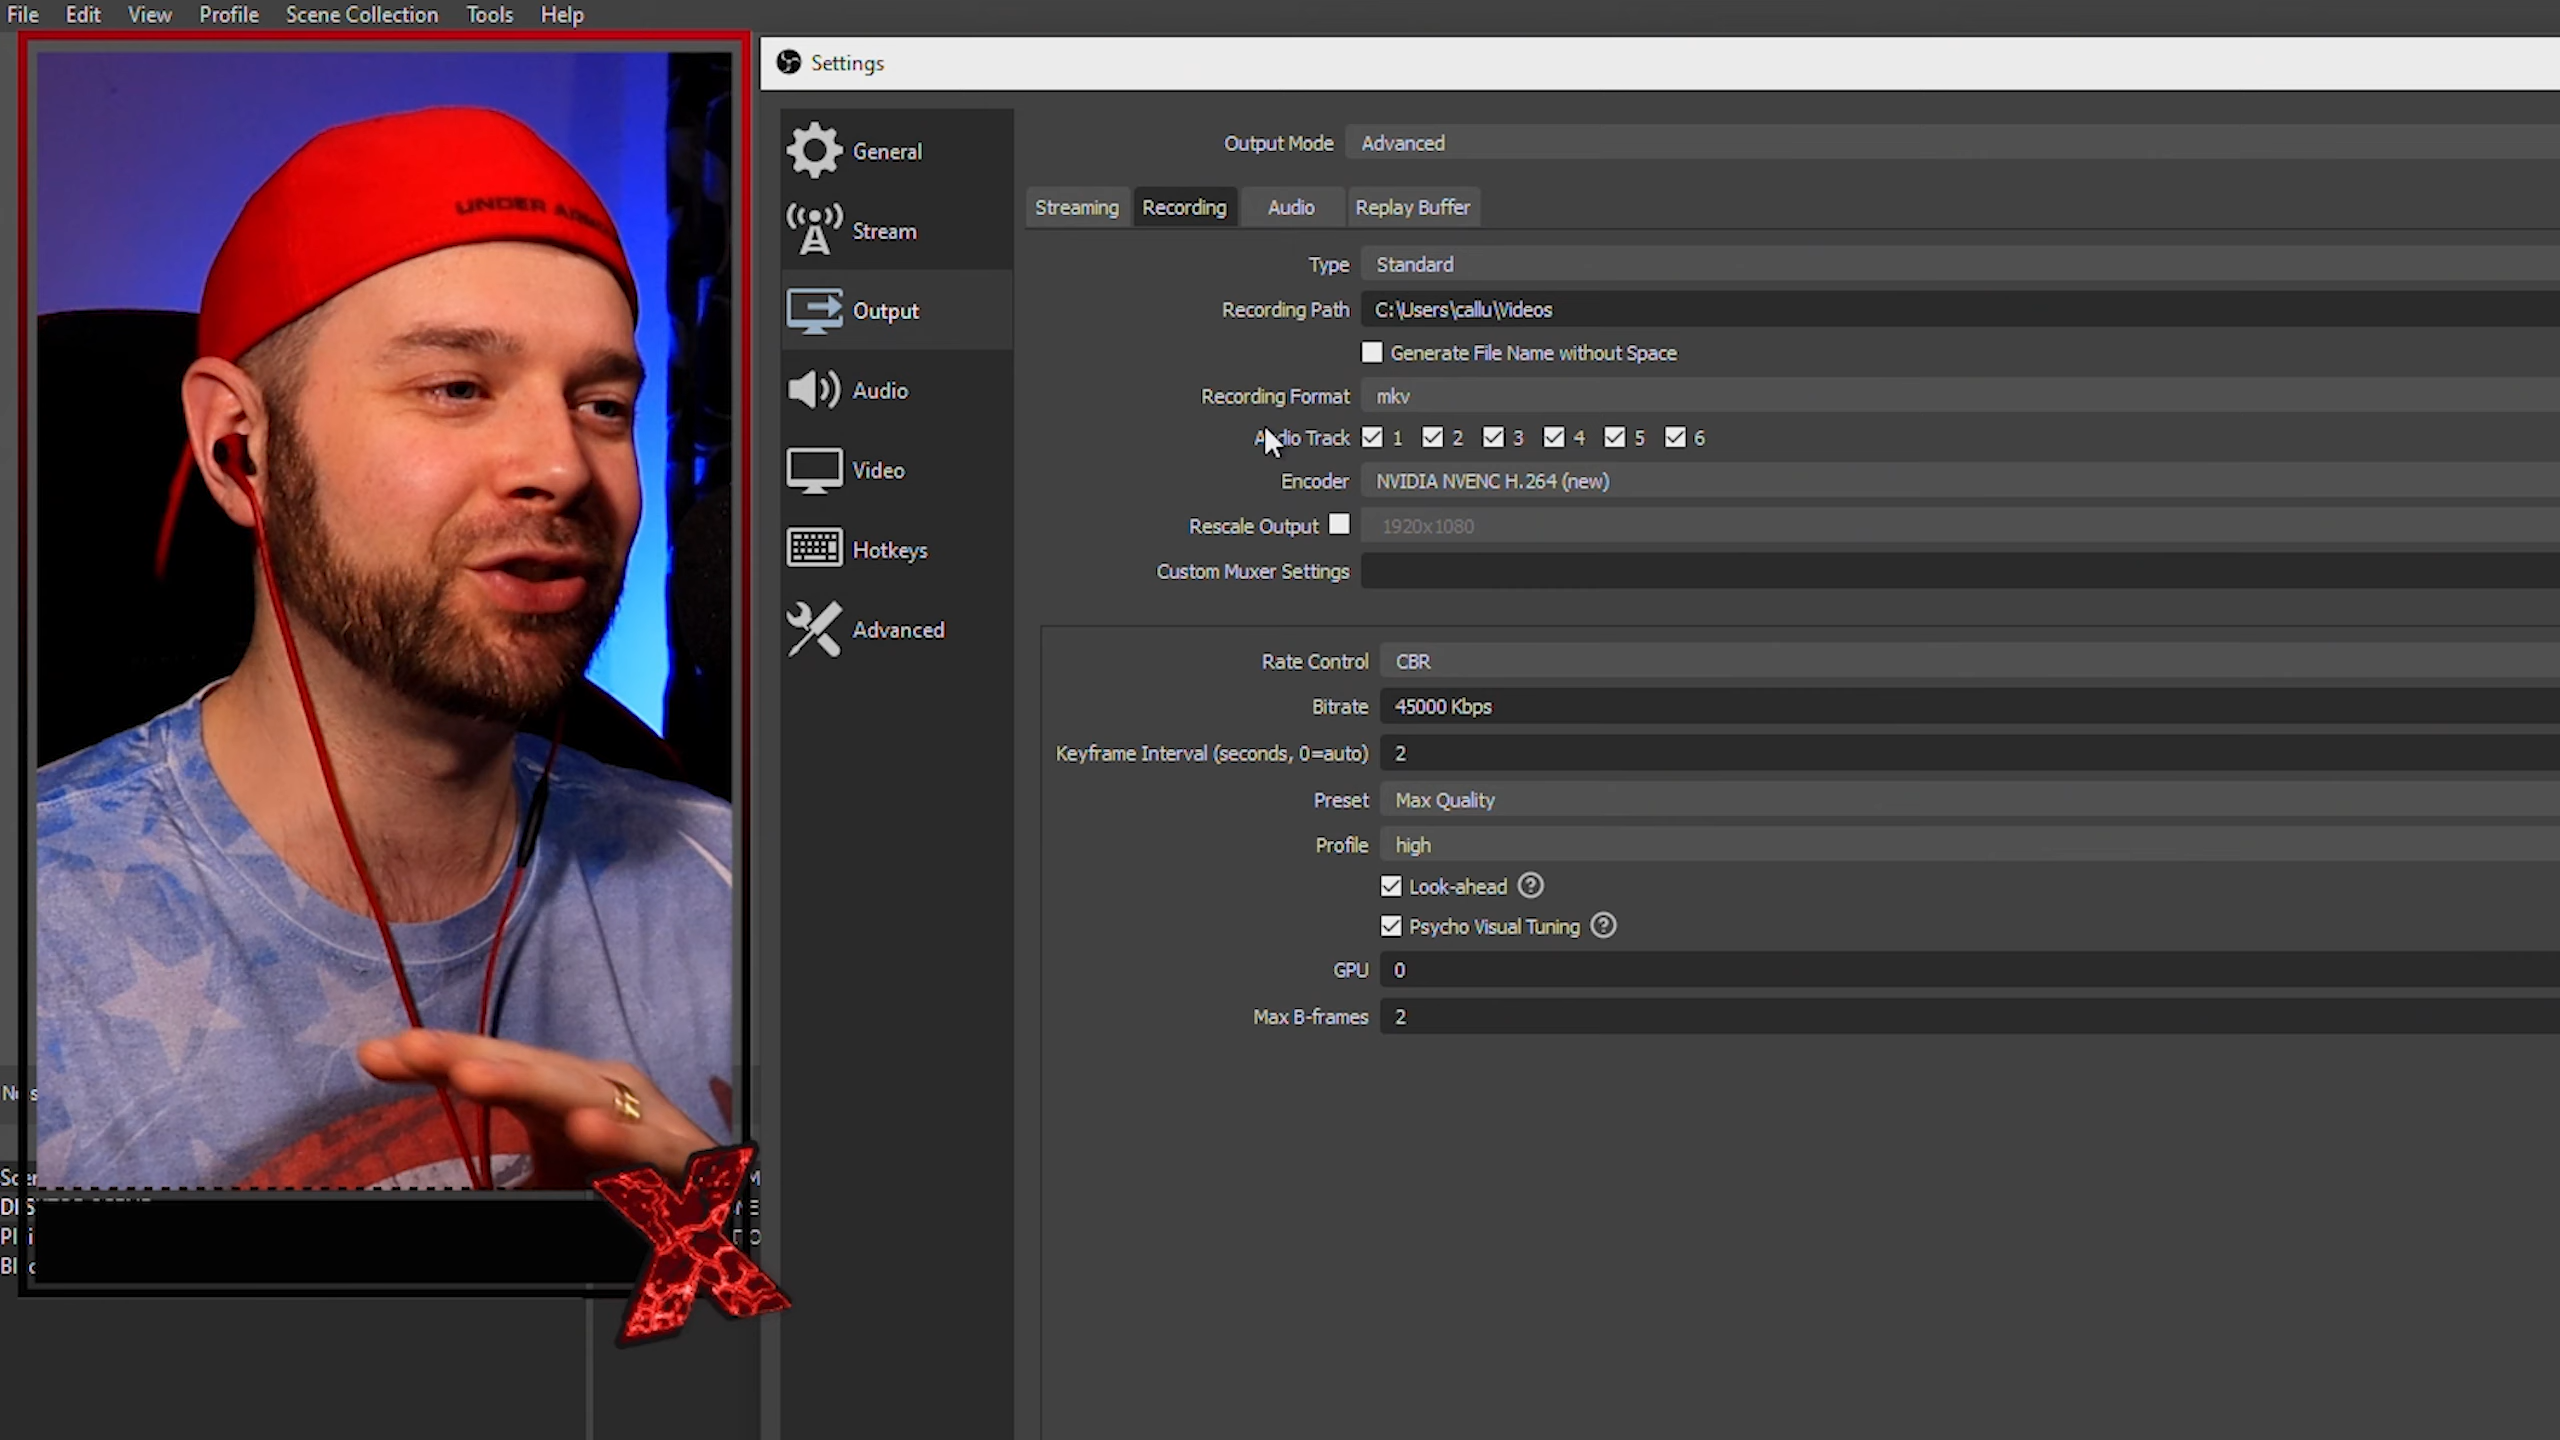 File Edit View Profile Scene Collection Tools Help
Settings
UNDER
General
Stream
Output
Audio
Video
Hotkeys
Advanced
Output Mode Advanced
Streaming Recording Audio Replay Buffer
Type Standard
Recording Path C:\Users\callu\Videos
Generate File Name without Space
Recording Format mkv
Track 1 2 3 4 5 6
Encoder NVIDIA NVENC H.264 (new)
Rescale Output 1920x1080
Custom Muxer Settings
Rate Control CBR
Bitrate 45000 Kbps
Keyframe Interval (seconds, 0=auto) 2
Preset Max Quality
Profile high
Look-ahead ?
Psycho Visual Tuning ?
GPU 0
Max B-frames 2
X